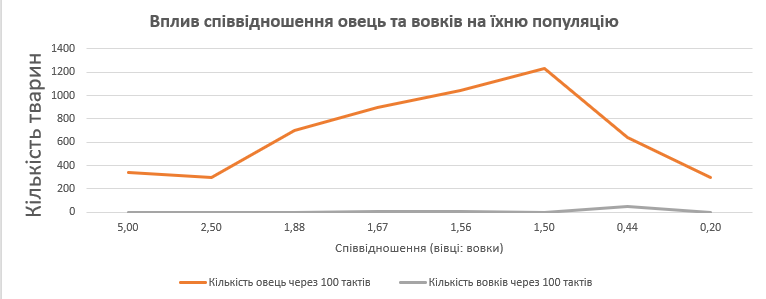 Вплив співвідношення овець та вовків на їхню популяцію
Кількість тварин
1400
1200
1000
800
600
400
200
0
5,00 2,50 1,88 1,67 1,56 1,50 0,44 0,20
Співвідношення (вівці: вовки)
Кількість овець через 100 тактів Кількість вовків через 100 тактів